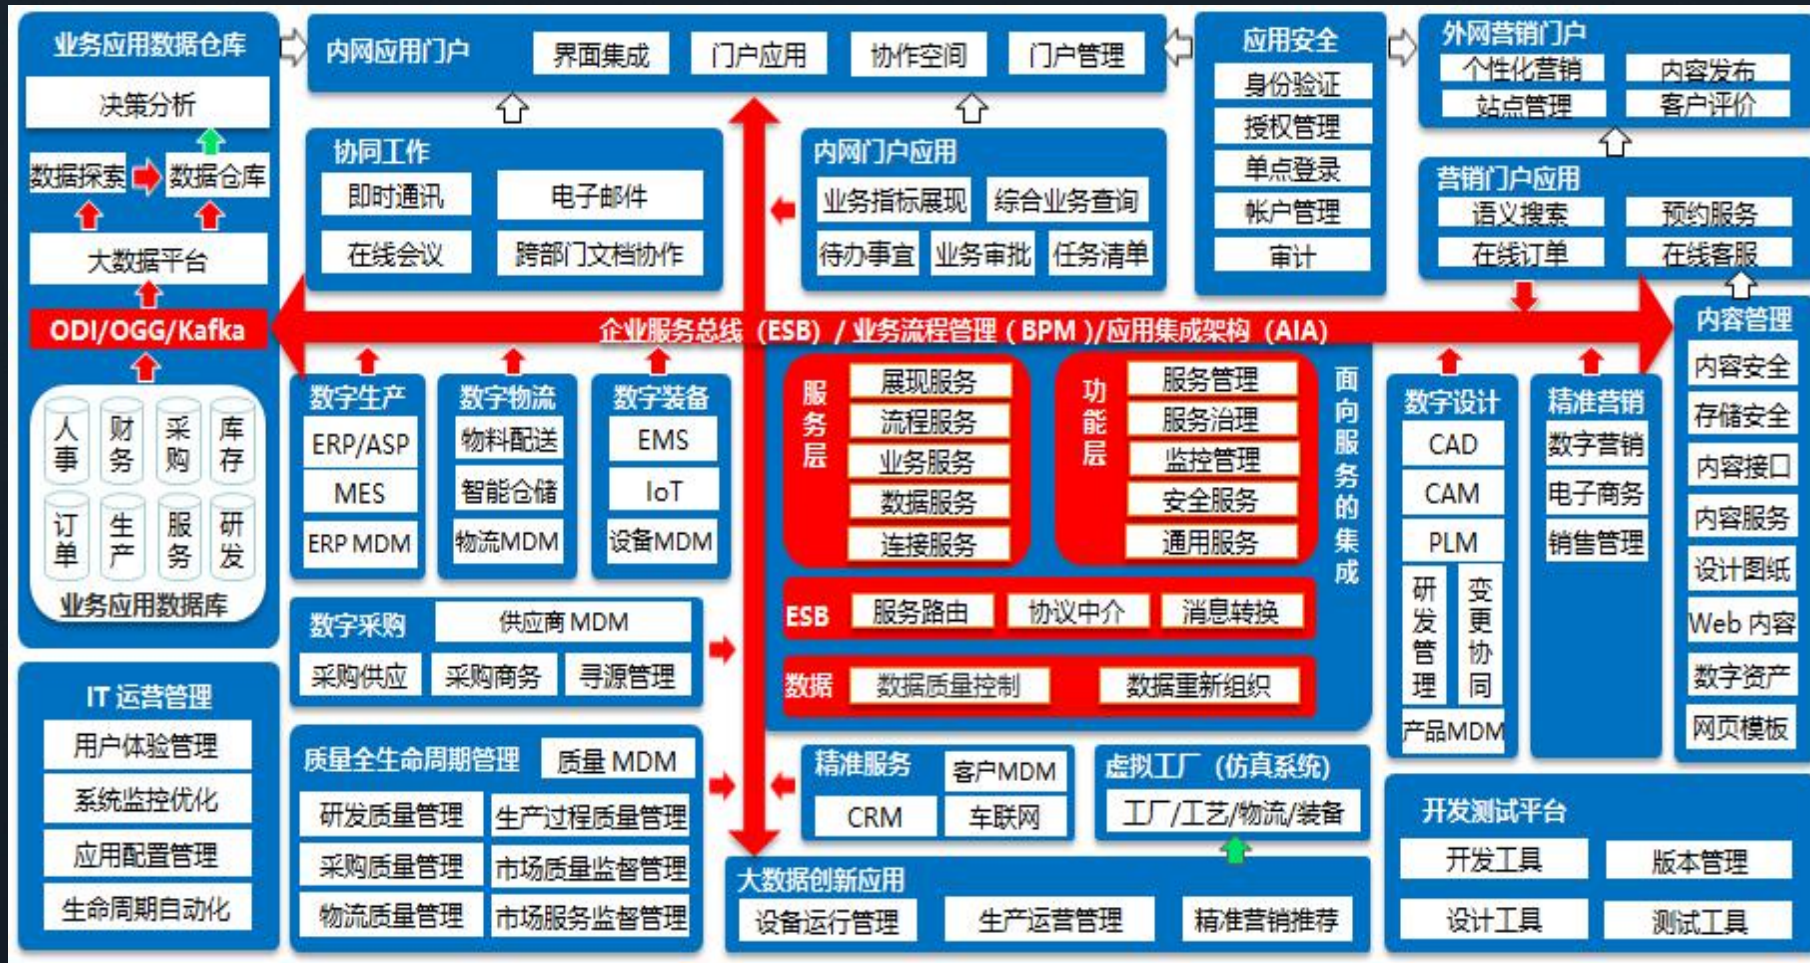 业务应用数据仓库
决策分析
数据探索
数据仓库
大数据平台
ODI/OGG/Kafka
人事
财务
采购
库存
订单
生产
服务
研发
业务应用数据库
IT 运营管理
用户体验管理
系统监控优化
应用配置管理
生命周期自动化
内网应用门户
界面集成
门户应用
协作空间
门户管理
协同工作
即时通讯
电子邮件
在线会议
跨部门文档协作
内网门户应用
业务指标展现
综合业务查询
待办事宜
业务审批
任务清单
应用安全
身份验证
授权管理
单点登录
帐户管理
审计
外网营销门户
个性化营销
内容发布
站点管理
客户评价
营销门户应用
语义搜索
预约服务
在线订单
在线客服
企业服务总线（ESB）/ 业务流程管理（ BPM ）/应用集成架构（AIA）
数字生产
ERP/ASP
MES
ERP MDM
数字物流
物料配送
智能仓储
物流MDM
数字装备
EMS
IoT
设备MDM
服务层
展现服务
流程服务
业务服务
数据服务
连接服务
功能层
服务管理
服务治理
监控管理
安全服务
通用服务
面向服务的集成
ESB
服务路由
协议中介
消息转换
数据
数据质量控制
数据重新组织
数字设计
CAD
CAM
PLM
研发管理
变更协同
产品MDM
精准营销
数字营销
电子商务
销售管理
内容管理
内容安全
存储安全
内容接口
内容服务
设计图纸
Web 内容
数字资产
网页模板
数字采购
供应商 MDM
采购供应
采购商务
寻源管理
质量全生命周期管理
质量 MDM
研发质量管理
生产过程质量管理
采购质量管理
市场质量监督管理
物流质量管理
市场服务监督管理
精准服务
客户MDM
CRM
车联网
虚拟工厂（仿真系统）
工厂/工艺/物流/装备
大数据创新应用
设备运行管理
生产运营管理
精准营销推荐
开发测试平台
开发工具
版本管理
设计工具
测试工具